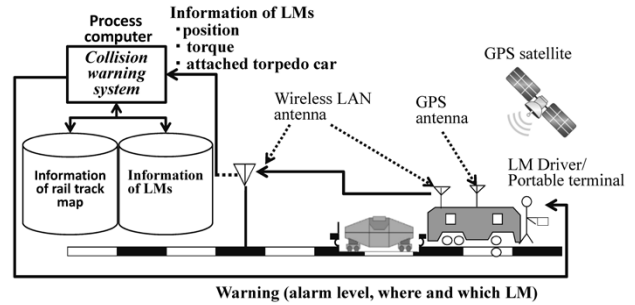 Process
computer
Collision
warning
system
Information of LMs
・position
・torque
・attached torpedo car
GPS satellite
Wireless LAN
antenna
GPS
antenna
LM Driver/
Portable terminal
Information
of rail track
map
Information
of LMs
Warning (alarm level, where and which LM)